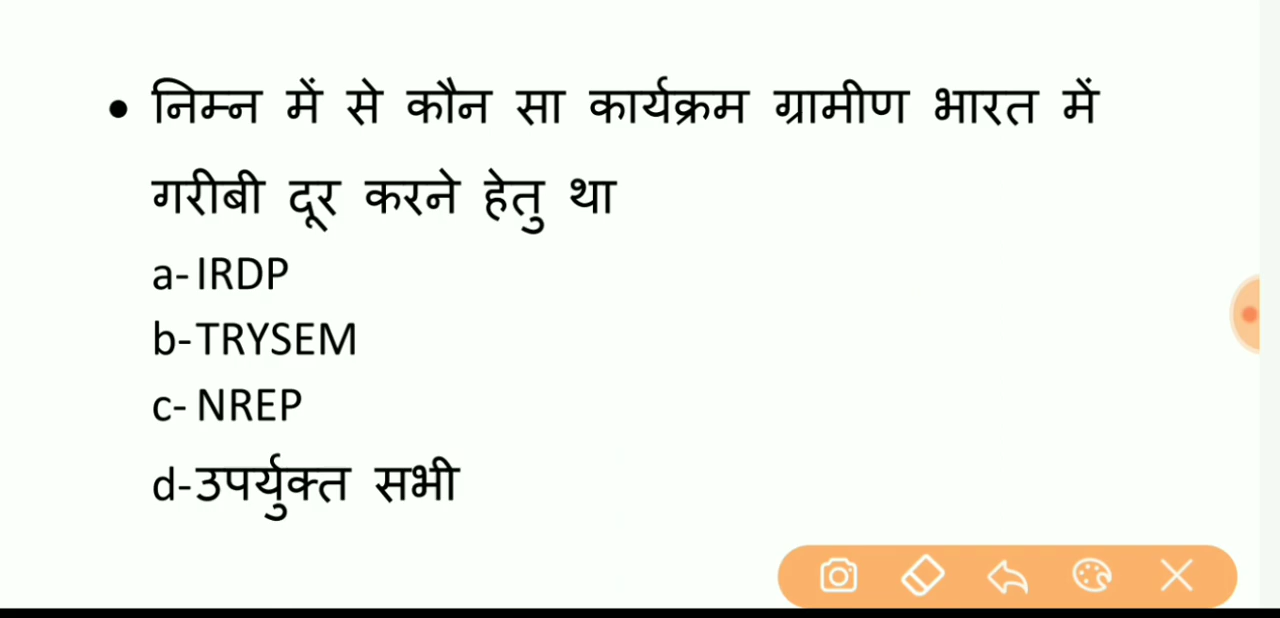 • निम्न में से कौन सा कार्यक्रम ग्रामीण भारत में
गरीबी दूर करने हेतु था
a-IRDP
b-TRYSEM
c- NREP
d-उपर्युक्त सभी